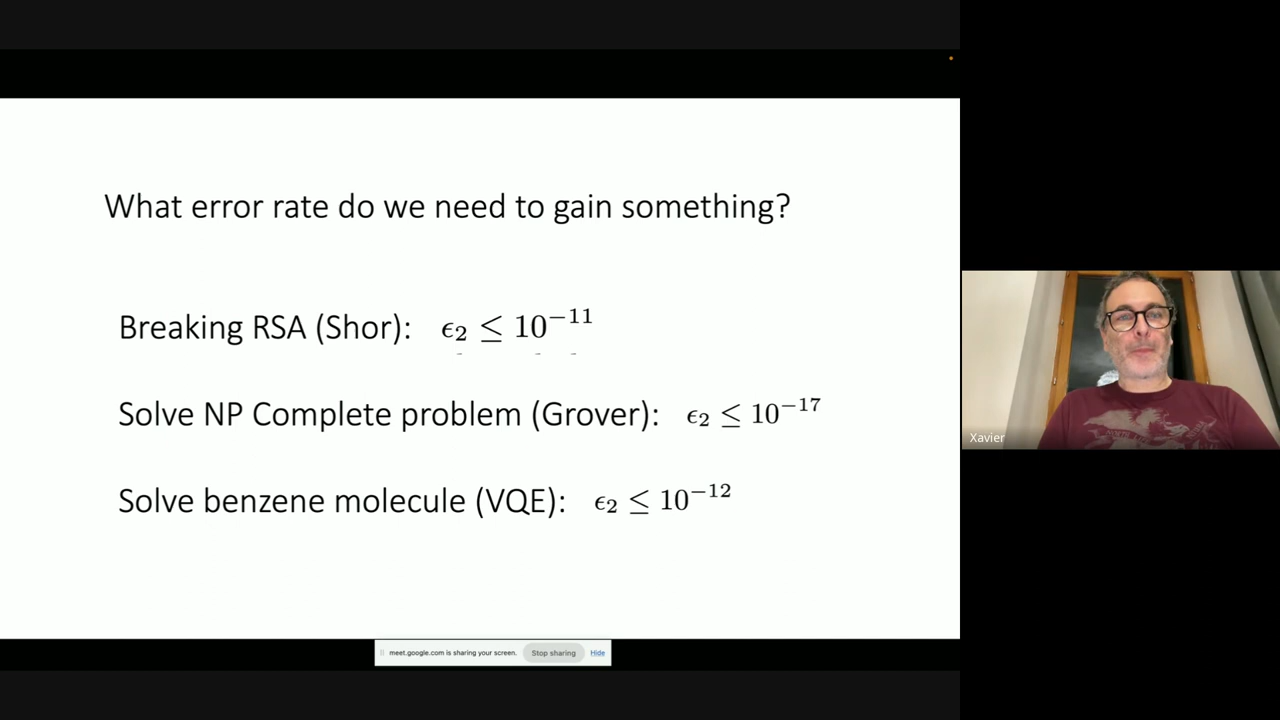 What error rate do we need to gain something?
Breaking RSA (Shor): ϵ₂ ≤ 10⁻¹¹
Solve NP Complete problem (Grover): ϵ₂ ≤ 10⁻¹⁷
Solve benzene molecule (VQE): ϵ₂ ≤ 10⁻¹²
Xavier
meet.google.com is sharing your screen. Stop sharing Hide